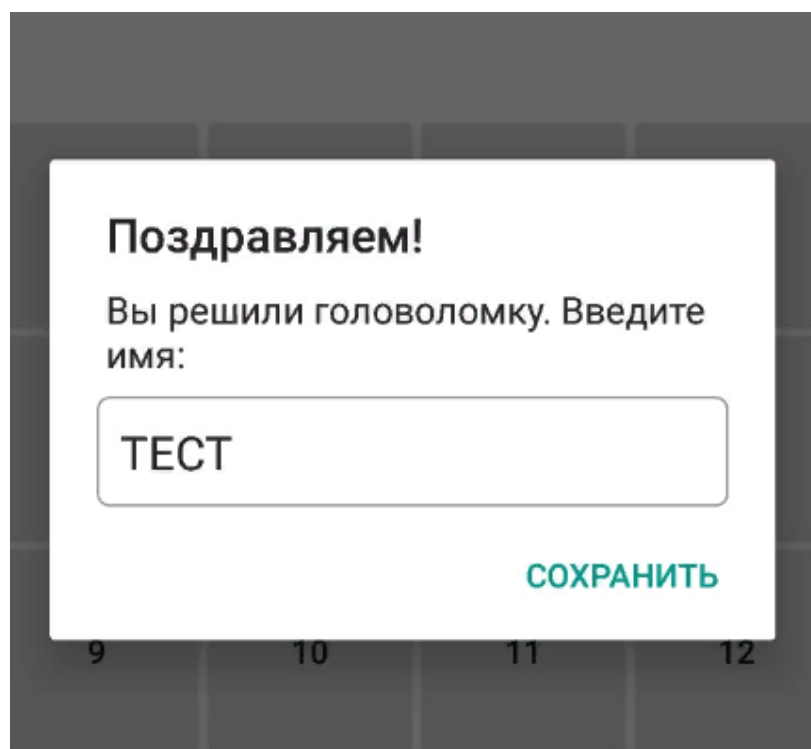 Поздравляем!
Вы решили головоломку. Введите
имя:
ТЕСТ
СОХРАНИТЬ
9 10 11 12